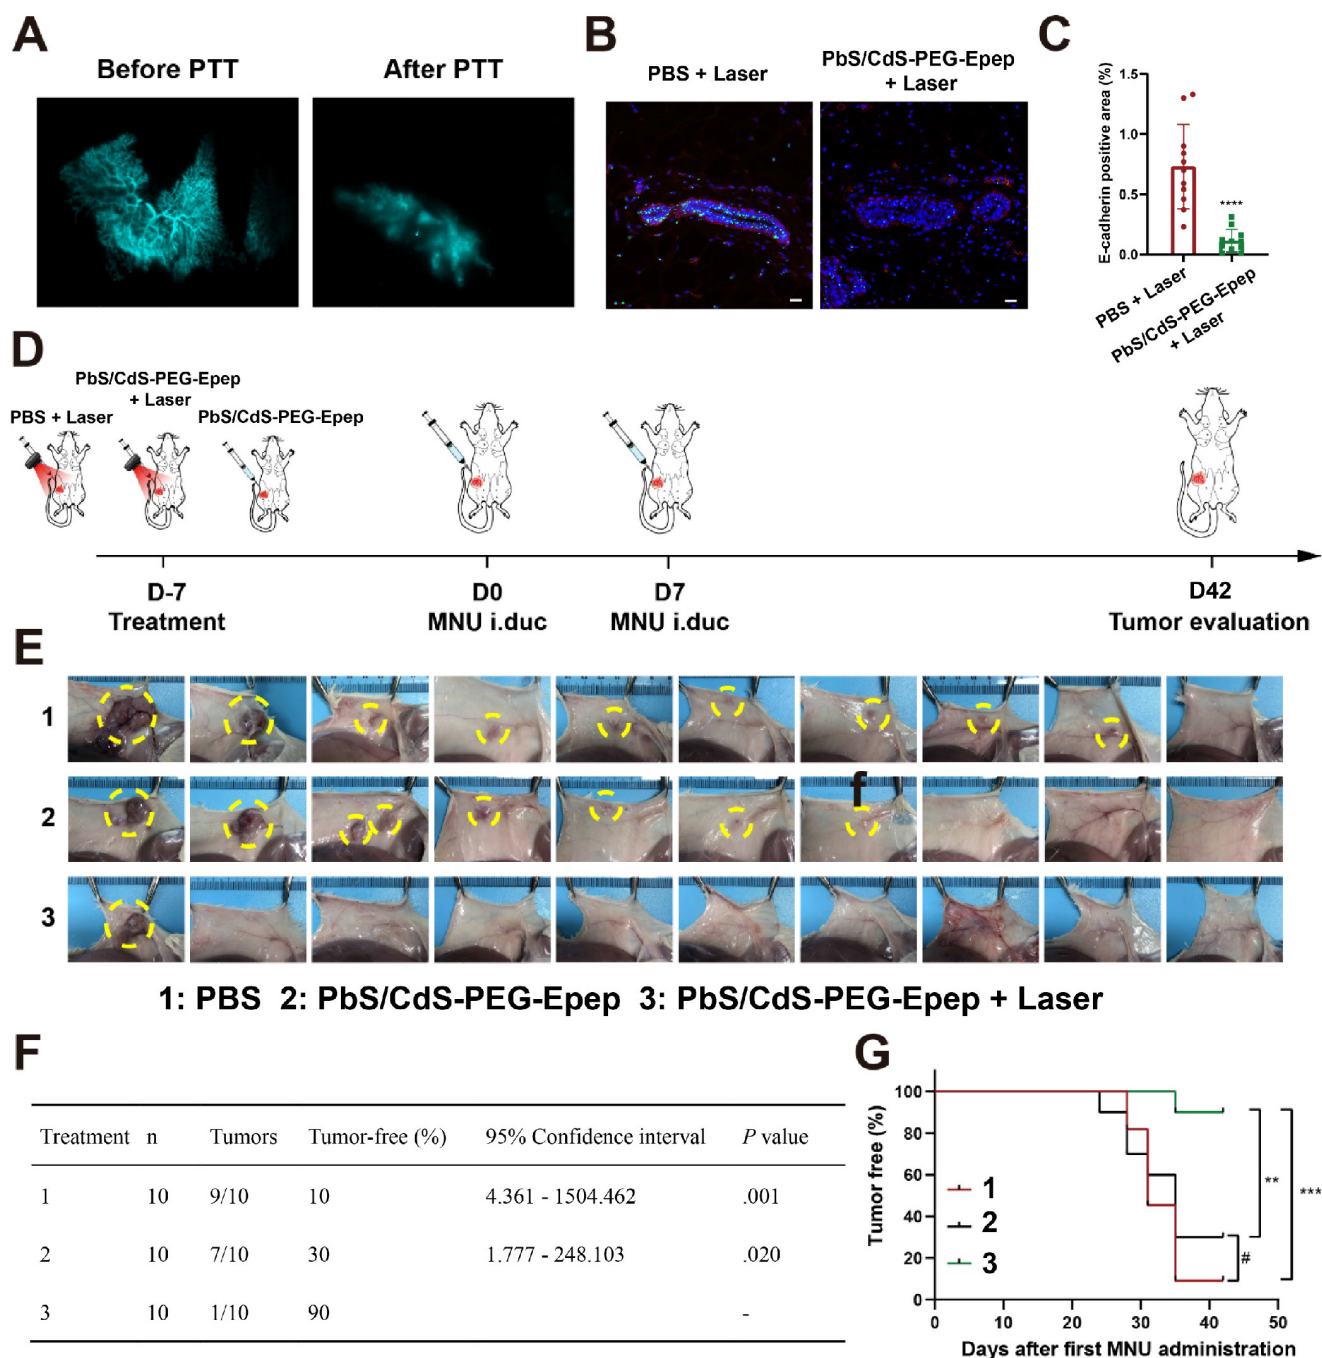 A
Before PTT
After PTT
B
PBS + Laser
PbS/CdS-PEG-Epep
+ Laser
C
E-cadherin positive area (%)
1.5
1.0
0.5
0.0
****
PBS + Laser
PbS/CdS-PEG-Epep
+ Laser
D
PBS + Laser
PbS/CdS-PEG-Epep
+ Laser
PbS/CdS-PEG-Epep
D-7
Treatment
D0
MNU i.duc
D7
MNU i.duc
D42
Tumor evaluation
E
1
2
f
3
1: PBS 2: PbS/CdS-PEG-Epep 3: PbS/CdS-PEG-Epep + Laser
F
Treatment n Tumors Tumor-free (%) 95% Confidence interval P value
1 10 9/10 10 4.361 - 1504.462 .001
2 10 7/10 30 1.777 - 248.103 .020
3 10 1/10 90 -
G
Tumor free (%)
100
80
60
40
20
0
1
2
3
**
***
#
0 10 20 30 40 50
Days after first MNU administration